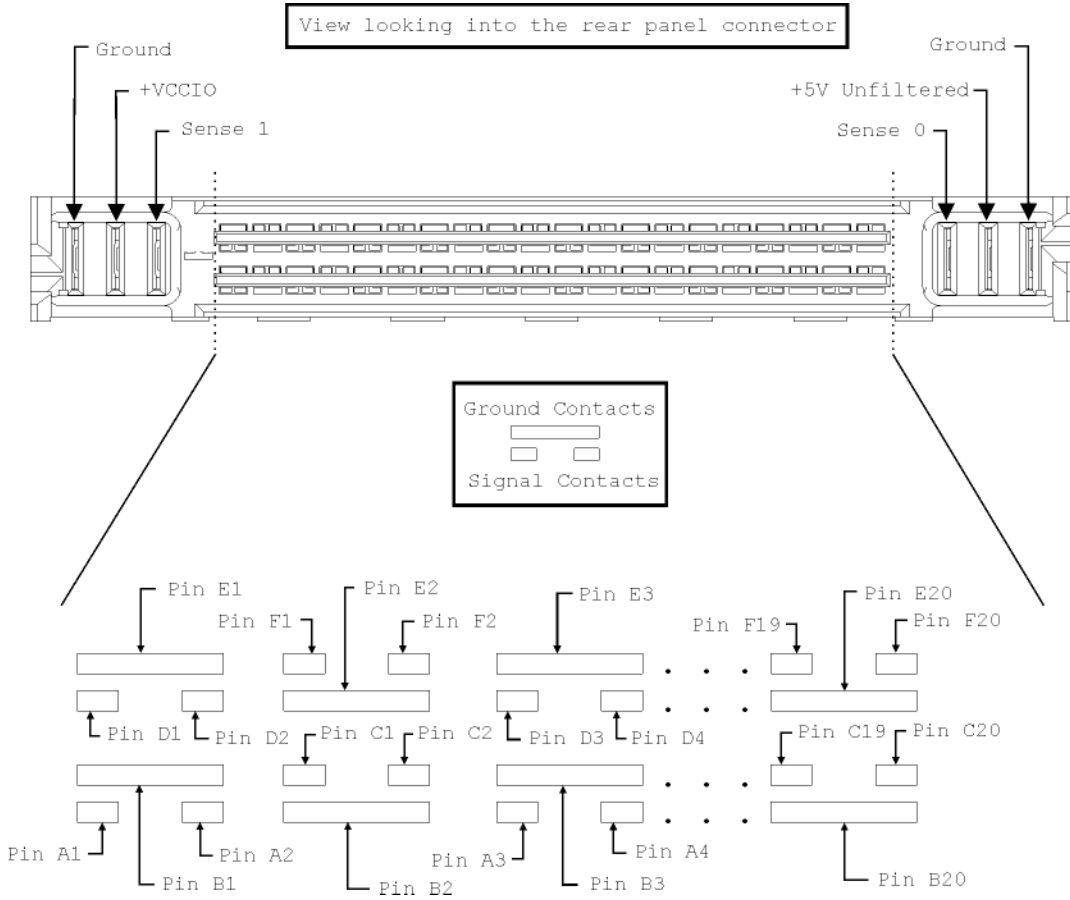 View looking into the rear panel connector
Ground
Ground
+VCCIO
+5V Unfiltered
Sense 1
Sense 0
Ground Contacts
Signal Contacts
Pin E1
Pin E2
Pin E3
Pin E20
Pin F1
Pin F2
Pin F19
Pin F20
Pin D1
Pin D2
Pin C1
Pin C2
Pin D3
Pin D4
Pin C19
Pin C20
Pin A1
Pin A2
Pin A3
Pin A4
Pin B1
Pin B2
Pin B3
Pin B20